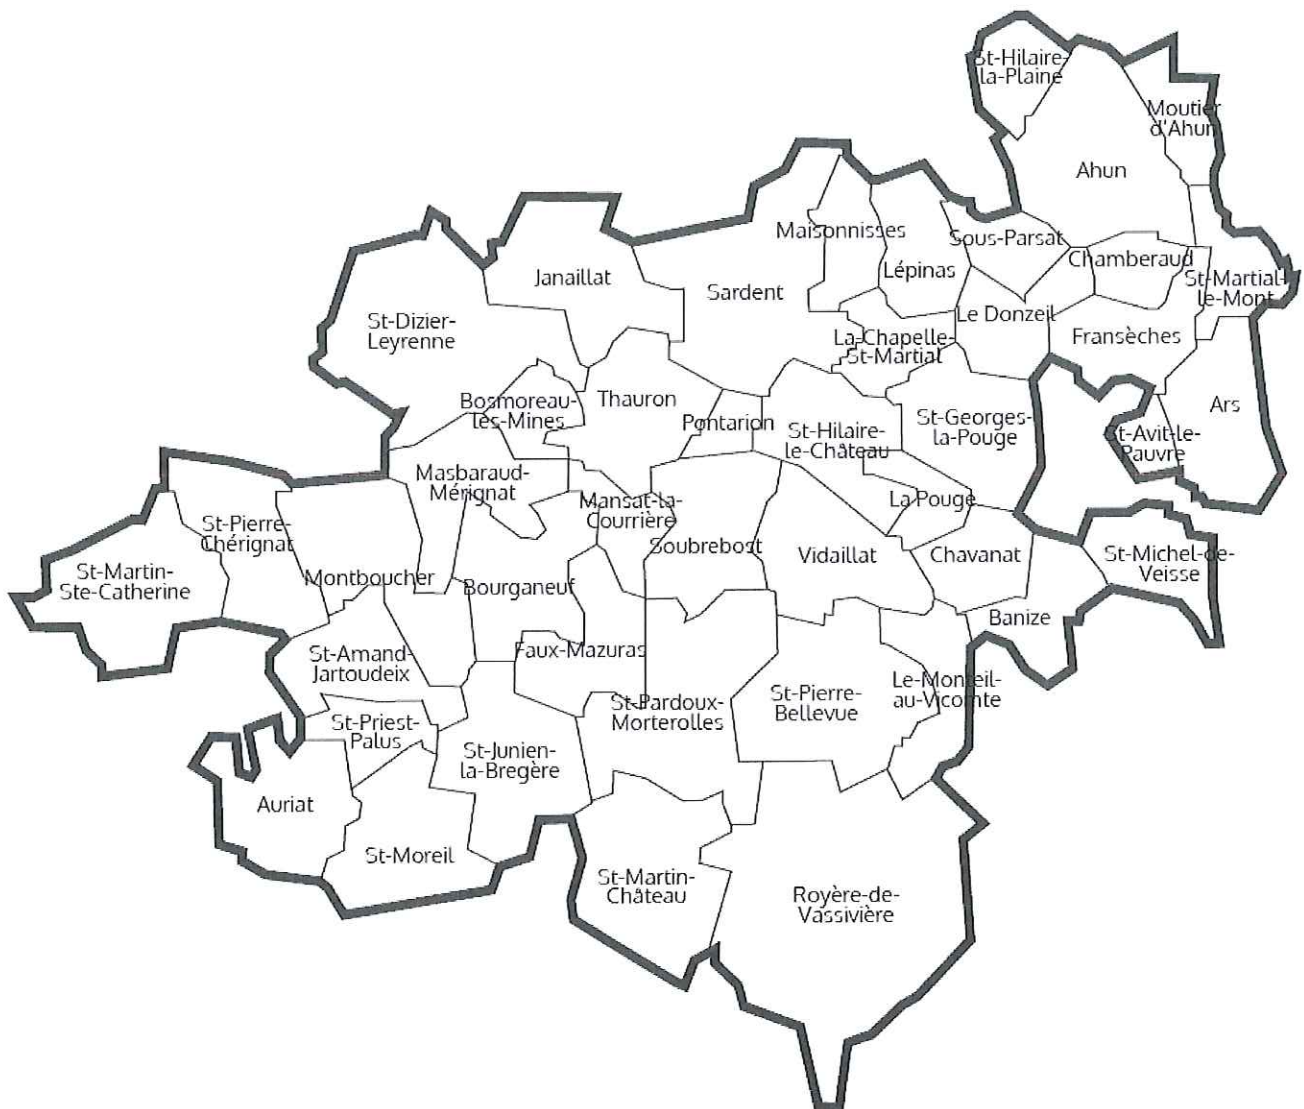 St-Hilaire-
la-Plaine
Moutier
d'Ahun
Ahun
Maisonnisses
Sous-Parsat
Chamberaud
Lépinas
Janaillat
Sardent
St-Martial-
le-Mont
St-Dizier-
Leyrenne
Le Donzeil
La-Chapelle-
St-Martial
Fransèches
Bosmoreau-
les-Mines
Thauron
Pontarion
St-Hilaire-
le-Château
St-Georges-
la-Pouge
Ars
St-Avit-le-
Pauvre
Masbaraud-
Mérignat
Mansat-la-
Courrière
La Pouge
St-Pierre-
Chérignat
Soubrebost
Vidaillat
Chavanat
St-Michel-de-
Veisse
St-Martin-
Ste-Catherine
Montboucher
Bourganeuf
Banize
St-Amand-
Jartoudeix
Faux-Mazuras
St-Pardoux-
Morterolles
St-Pierre-
Bellevue
Le-Monteil-
au-Vicomte
St-Priest-
Palus
St-Junien-
la-Bregère
Auriat
St-Moreil
St-Martin-
Château
Royère-de-
Vassivière